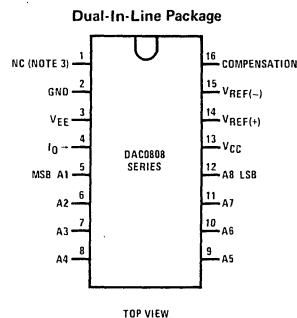 Dual-In-Line Package
NC (NOTE 3) 1 16 COMPENSATION
GND 2 15 VREF(−)
VEE 3 14 VREF(+)
IO→ 4 13 VCC
DAC0808
SERIES
MSB A1 5 12 A8 LSB
A2 6 11 A7
A3 7 10 A6
A4 8 9 A5
TOP VIEW